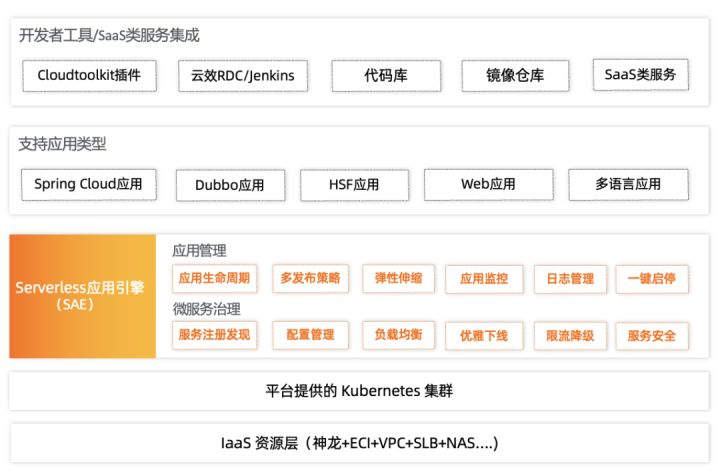 开发者工具/SaaS类服务集成
Cloudtoolkit插件
云效RDC/Jenkins
代码库
镜像仓库
SaaS类服务
支持应用类型
Spring Cloud应用
Dubbo应用
HSF应用
Web应用
多语言应用
Serverless应用引擎
（SAE）
应用管理
应用生命周期
多发布策略
弹性伸缩
应用监控
日志管理
一键启停
微服务治理
服务注册发现
配置管理
负载均衡
优雅下线
限流降级
服务安全
平台提供的 Kubernetes 集群
IaaS 资源层（神龙+ECI+VPC+SLB+NAS....）